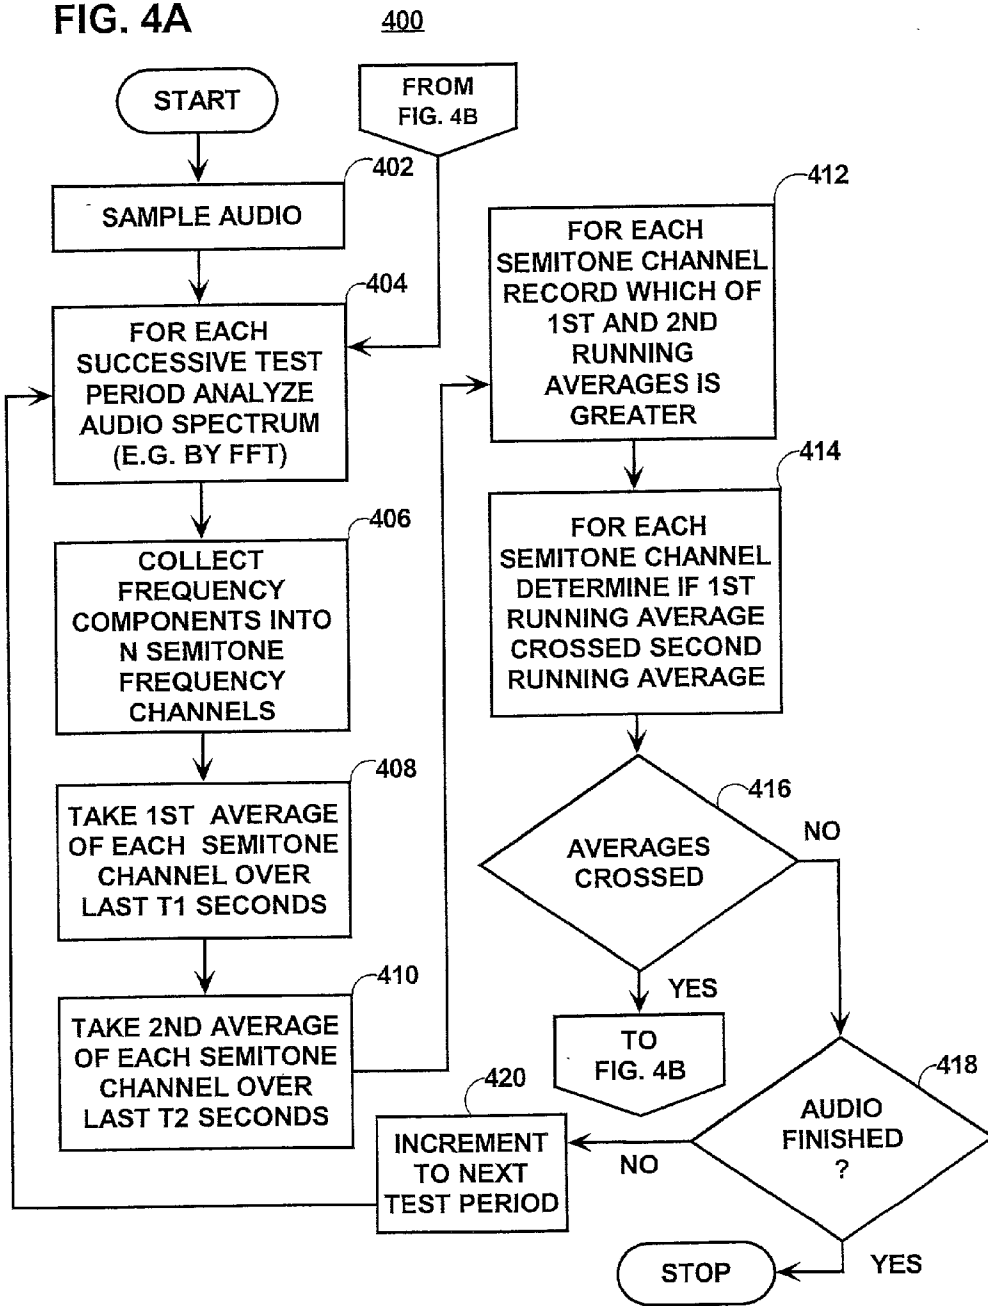 FIG. 4A
400
START
FROM
FIG. 4B
402
SAMPLE AUDIO
404
FOR EACH
SUCCESSIVE TEST
PERIOD ANALYZE
AUDIO SPECTRUM
(E.G. BY FFT)
406
COLLECT
FREQUENCY
COMPONENTS INTO
N SEMITONE
FREQUENCY
CHANNELS
408
TAKE 1ST AVERAGE
OF EACH SEMITONE
CHANNEL OVER
LAST T1 SECONDS
410
TAKE 2ND AVERAGE
OF EACH SEMITONE
CHANNEL OVER
LAST T2 SECONDS
412
FOR EACH
SEMITONE CHANNEL
RECORD WHICH OF
1ST AND 2ND
RUNNING
AVERAGES IS
GREATER
414
FOR EACH
SEMITONE CHANNEL
DETERMINE IF 1ST
RUNNING AVERAGE
CROSSED SECOND
RUNNING AVERAGE
416
AVERAGES
CROSSED
NO
YES
TO
FIG. 4B
418
AUDIO
FINISHED
?
NO
420
INCREMENT
TO NEXT
TEST PERIOD
YES
STOP